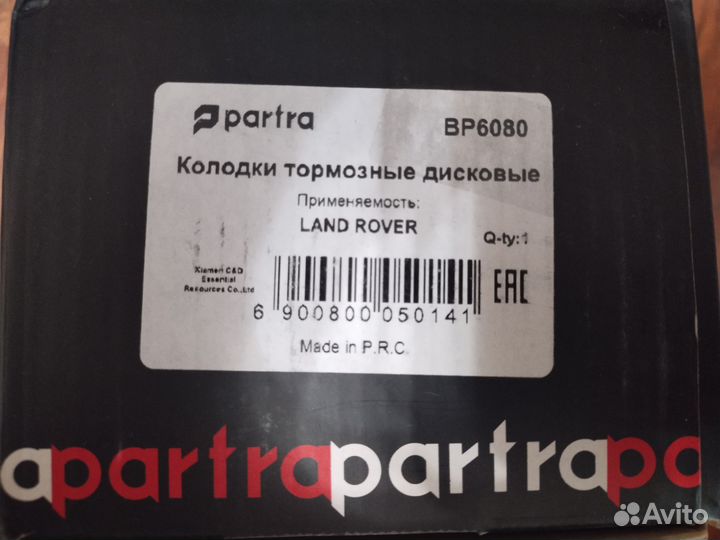 partra
BP6080
Колодки тормозные дисковые
Применяемость:
LAND ROVER
Q-ty:1
Xiamen C&D
Essential
Resources Co.,Ltd
EAC
6 900800 050141
Made in P.R.C.
apartrapartrapa
Avito